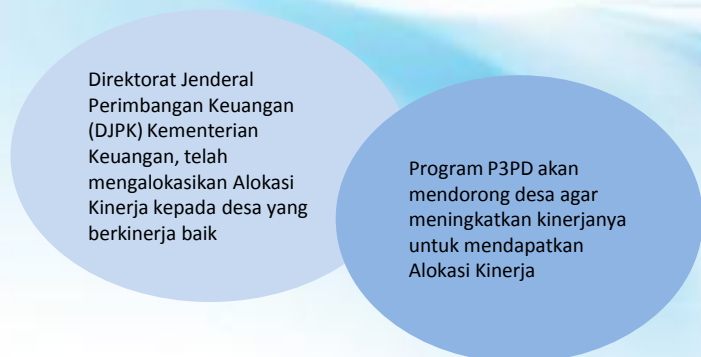 Direktorat Jenderal
Perimbangan Keuangan
(DJPK) Kementerian
Keuangan, telah
mengalokasikan Alokasi
Kinerja kepada desa yang
berkinerja baik
Program P3PD akan
mendorong desa agar
meningkatkan kinerjanya
untuk mendapatkan
Alokasi Kinerja